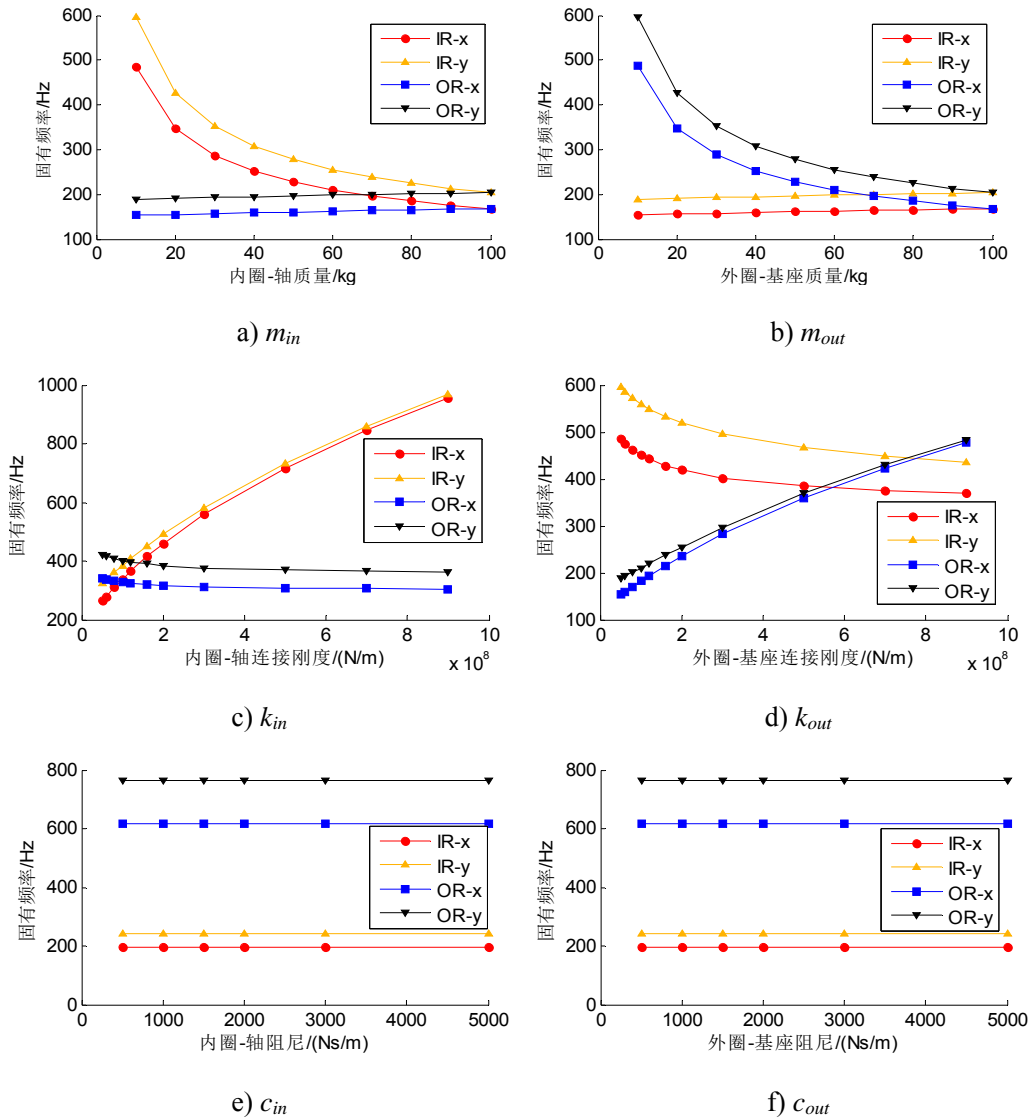 600
500
400
300
200
100
0
20
40
60
80
100
固有频率/Hz
内圈-轴质量/kg
IR-x
IR-y
OR-x
OR-y
a) m_in
600
500
400
300
200
100
0
20
40
60
80
100
固有频率/Hz
外圈-基座质量/kg
IR-x
IR-y
OR-x
OR-y
b) m_out
1000
800
600
400
200
0
2
4
6
8
10
x 10^8
固有频率/Hz
内圈-轴连接刚度/(N/m)
IR-x
IR-y
OR-x
OR-y
c) k_in
600
500
400
300
200
100
0
2
4
6
8
10
x 10^8
固有频率/Hz
外圈-基座连接刚度/(N/m)
IR-x
IR-y
OR-x
OR-y
d) k_out
800
600
400
200
0
0
1000
2000
3000
4000
5000
固有频率/Hz
内圈-轴阻尼/(Ns/m)
IR-x
IR-y
OR-x
OR-y
e) c_in
800
600
400
200
0
0
1000
2000
3000
4000
5000
固有频率/Hz
外圈-基座阻尼/(Ns/m)
IR-x
IR-y
OR-x
OR-y
f) c_out